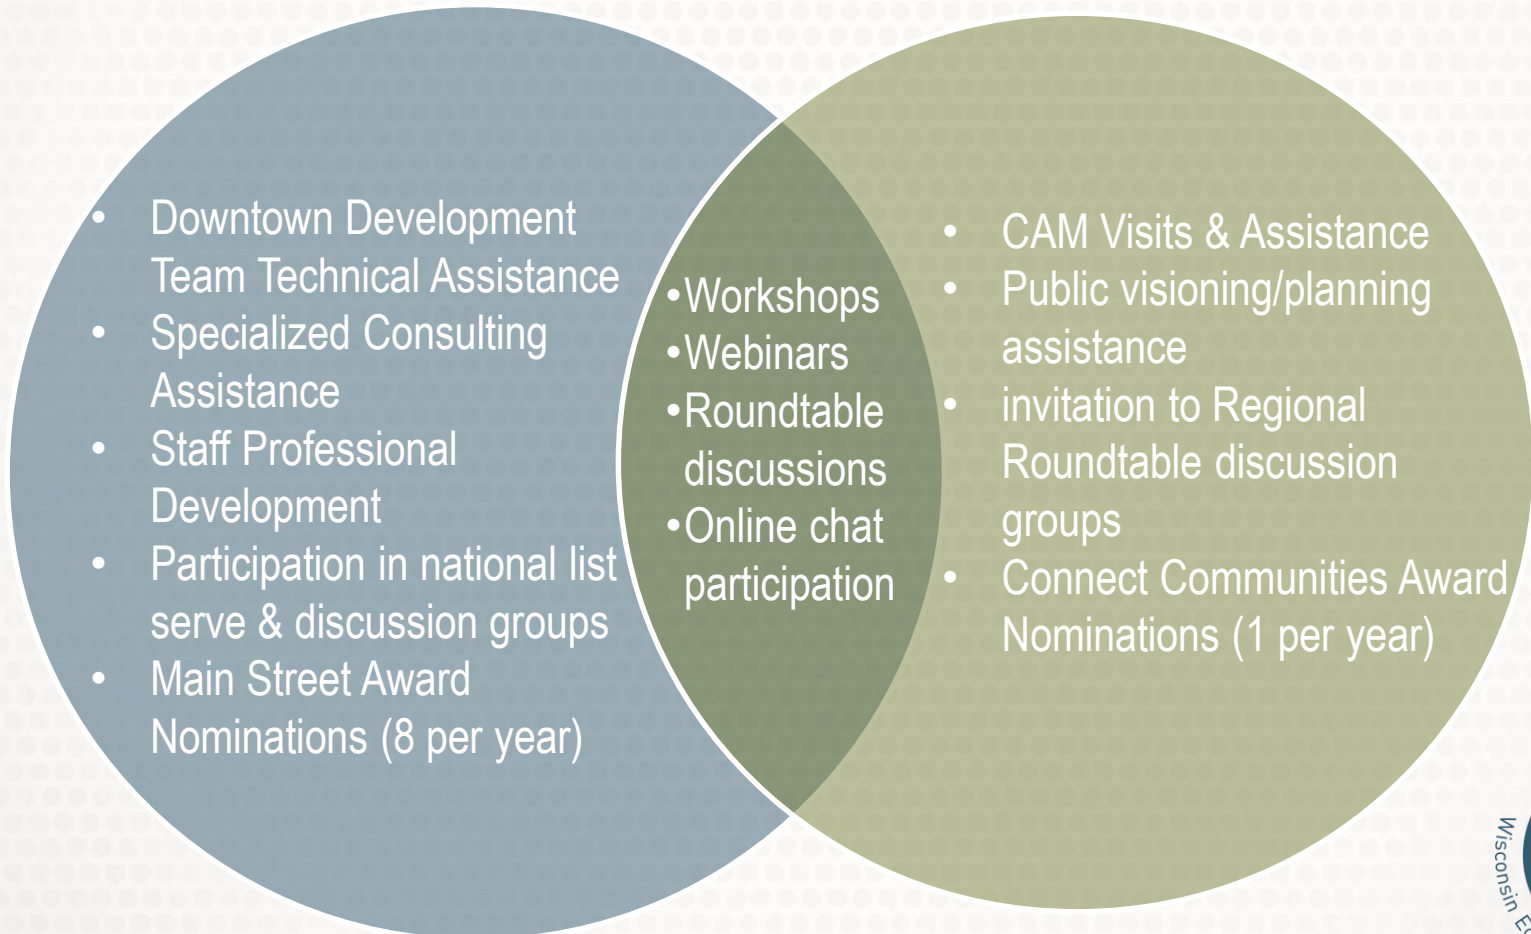 • Downtown Development
Team Technical Assistance
• Specialized Consulting
Assistance
• Staff Professional
Development
• Participation in national list
serve & discussion groups
• Main Street Award
Nominations (8 per year)
•Workshops
•Webinars
•Roundtable
discussions
•Online chat
participation
• CAM Visits & Assistance
• Public visioning/planning
assistance
• invitation to Regional
Roundtable discussion
groups
• Connect Communities Award
Nominations (1 per year)
Wisconsin